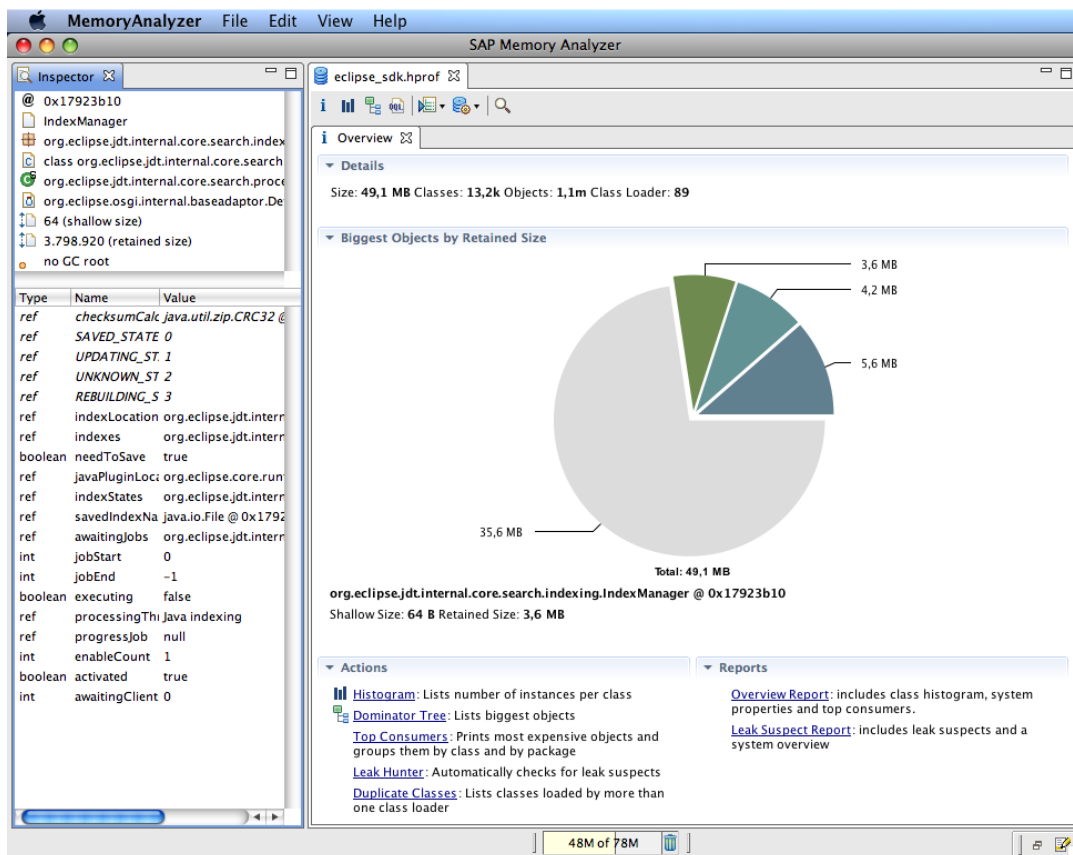 MemoryAnalyzer File Edit View Help
SAP Memory Analyzer
Inspector
@ 0x17923b10
IndexManager
org.eclipse.jdt.internal.core.search.index
class org.eclipse.jdt.internal.core.search
org.eclipse.jdt.internal.core.search.proce
org.eclipse.osgi.internal.baseadaptor.De
64 (shallow size)
3.798.920 (retained size)
no GC root
Type Name Value
ref checksumCalc java.util.zip.CRC32 @
ref SAVED_STATE 0
ref UPDATING_ST. 1
ref UNKNOWN_ST 2
ref REBUILDING_S 3
ref indexLocation org.eclipse.jdt.intern
ref indexes org.eclipse.jdt.intern
boolean needToSave true
ref javaPluginLoca org.eclipse.core.run
ref indexStates org.eclipse.jdt.intern
ref savedIndexNa java.io.File @ 0x1792
ref awaitingJobs org.eclipse.jdt.intern
int jobStart 0
int jobEnd -1
boolean executing false
ref processingThr Java indexing
ref progressJob null
int enableCount 1
boolean activated true
int awaitingClient 0
eclipse_sdk.hprof
i OQL
i Overview
Details
Size: 49,1 MB Classes: 13,2k Objects: 1,1m Class Loader: 89
Biggest Objects by Retained Size
3,6 MB
4,2 MB
5,6 MB
35,6 MB
Total: 49,1 MB
org.eclipse.jdt.internal.core.search.indexing.IndexManager @ 0x17923b10
Shallow Size: 64 B Retained Size: 3,6 MB
Actions
Histogram: Lists number of instances per class
Dominator Tree: Lists biggest objects
Top Consumers: Prints most expensive objects and
groups them by class and by package
Leak Hunter: Automatically checks for leak suspects
Duplicate Classes: Lists classes loaded by more than
one class loader
Reports
Overview Report: includes class histogram, system
properties and top consumers.
Leak Suspect Report: includes leak suspects and a
system overview
48M of 78M